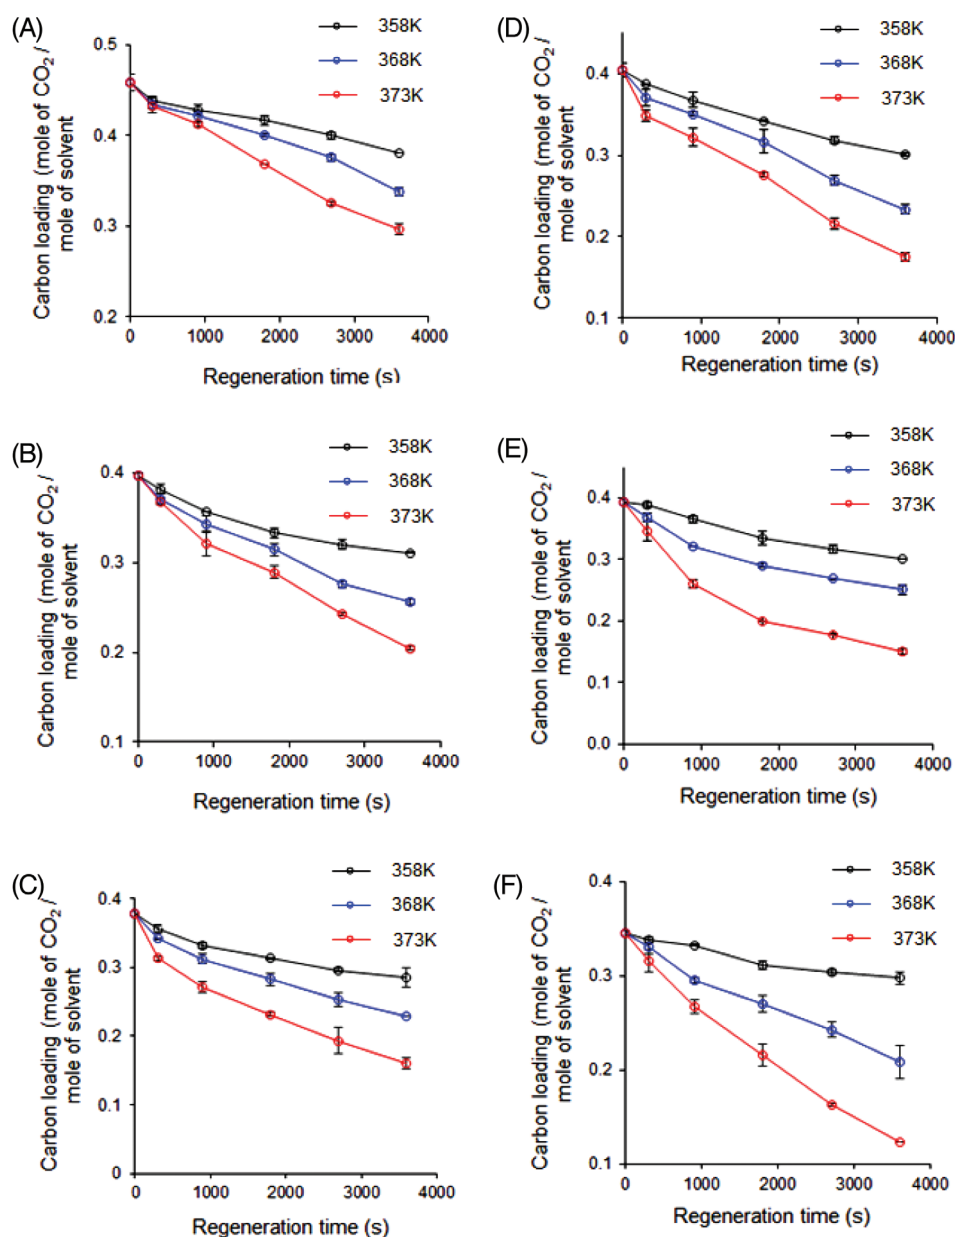 (A)
358K
368K
373K
Carbon loading (mole of CO₂ /
mole of solvent
0.5
0.4
0.3
0.2
0
1000
2000
3000
4000
Regeneration time (s)
(D)
358K
368K
373K
Carbon loading (mole of CO₂ /
mole of solvent
0.4
0.3
0.2
0.1
0
1000
2000
3000
4000
Regeneration time (s)
(B)
358K
368K
373K
Carbon loading (mole of CO₂ /
mole of solvent
0.4
0.3
0.2
0.1
0
1000
2000
3000
4000
Regeneration time (s)
(E)
358K
368K
373K
Carbon loading (mole of CO₂ /
mole of solvent
0.4
0.3
0.2
0.1
0.0
0
1000
2000
3000
4000
Regeneration time (s)
(C)
358K
368K
373K
Carbon loading (mole of CO₂ /
mole of solvent
0.4
0.3
0.2
0.1
0
0
1000
2000
3000
4000
Regeneration time (s)
(F)
358K
368K
373K
Carbon loading (mole of CO₂ /
mole of solvent
0.4
0.3
0.2
0.1
0
1000
2000
3000
4000
Regeneration time (s)